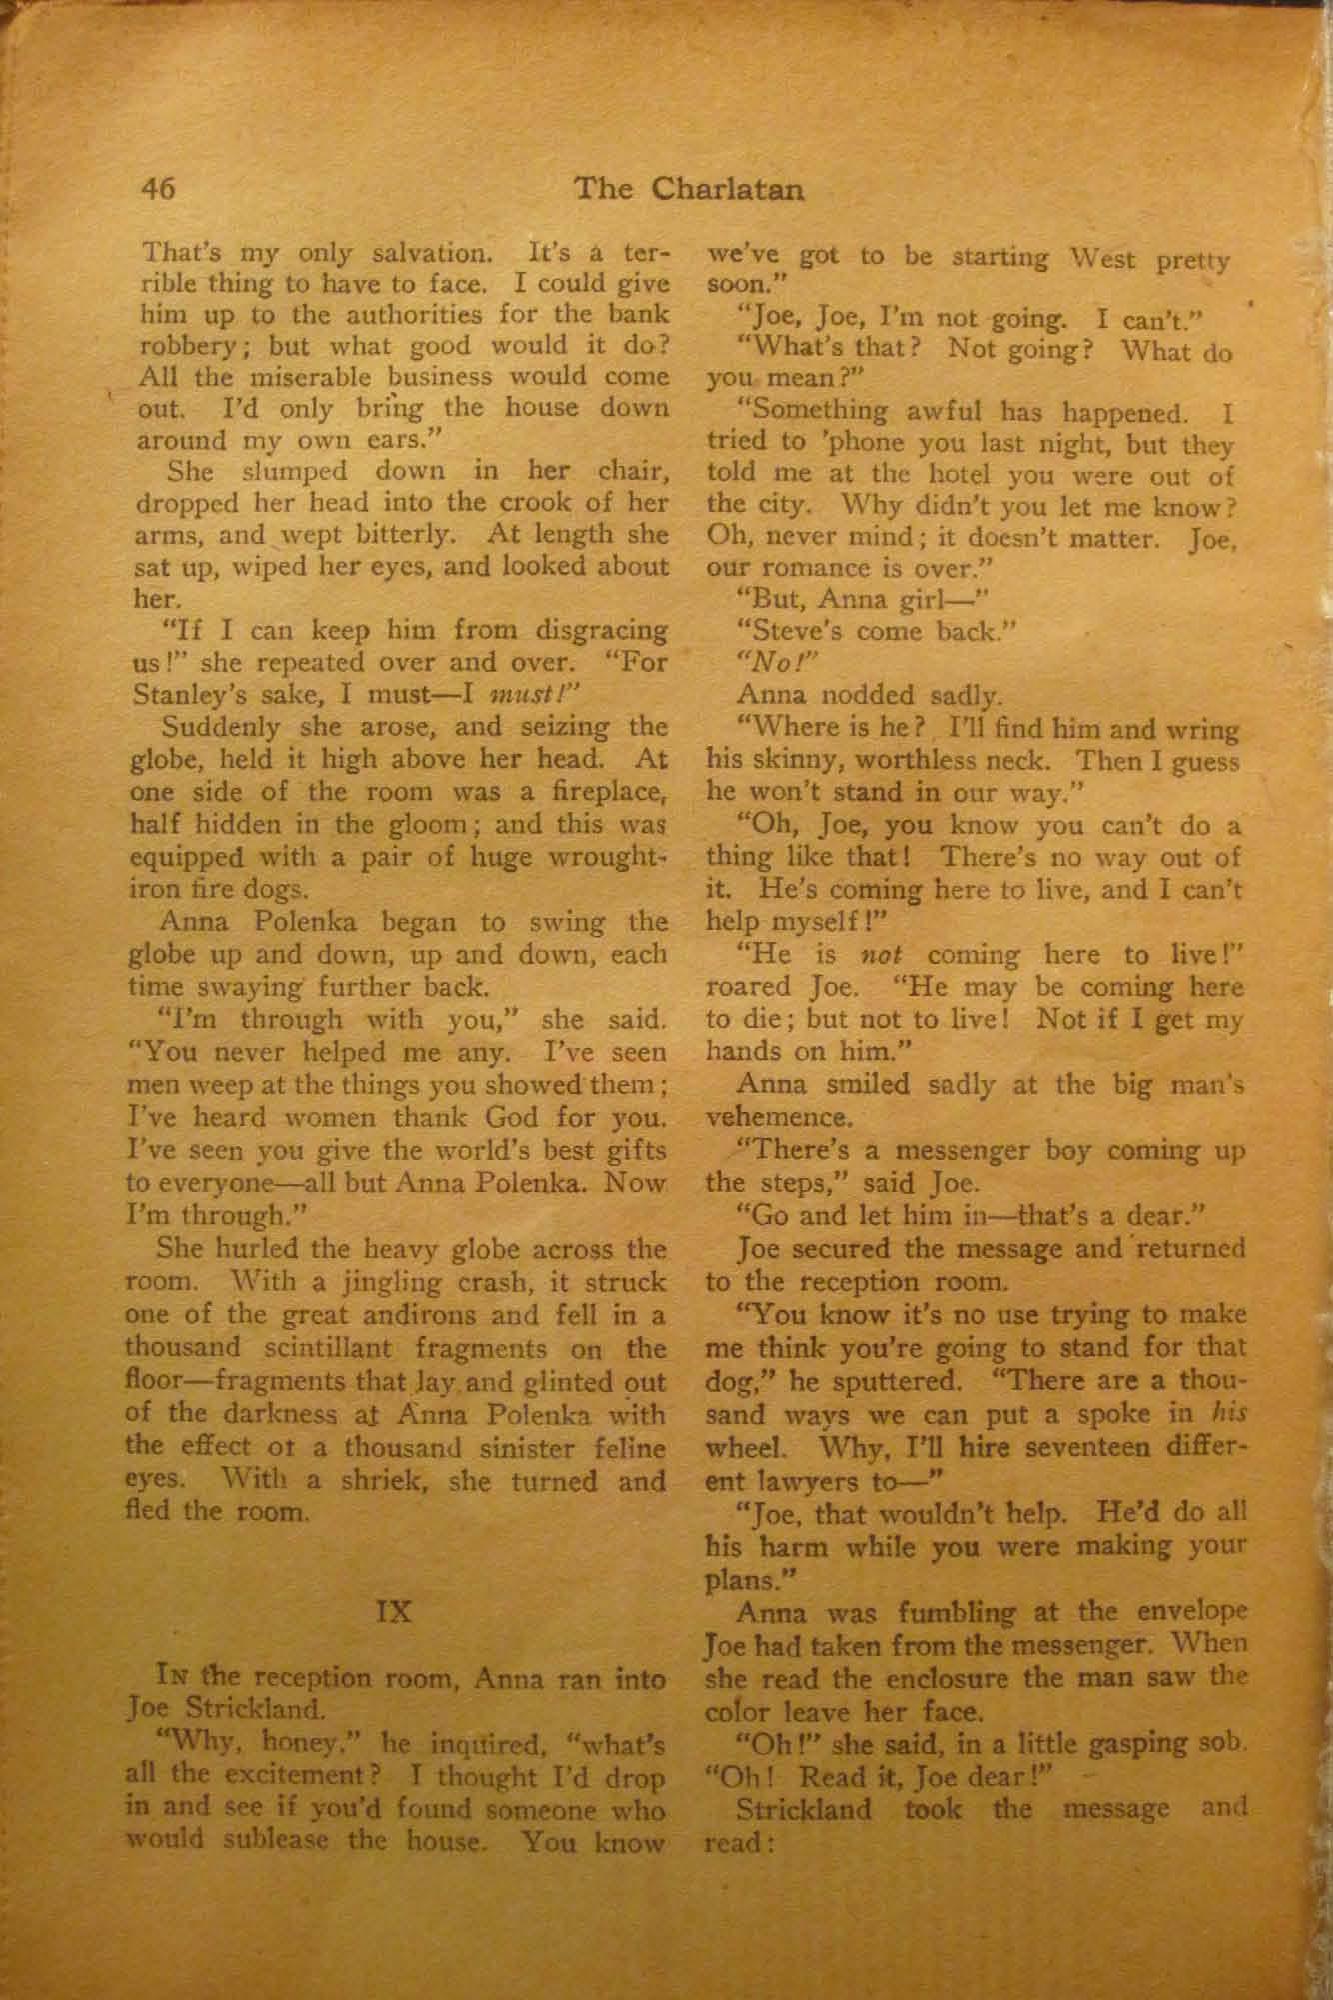 46
The Charlatan
That's my only salvation. It's a ter-
rible thing to have to face. I could give
him up to the authorities for the bank
robbery; but what good would it do?
All the miserable business would come
out. I'd only bring the house down
around my own ears."
She slumped down in her chair,
dropped her head into the crook of her
arms, and wept bitterly. At length she
sat up, wiped her eyes, and looked about
her.
"If I can keep him from disgracing
us!" she repeated over and over. "For
Stanley's sake, I must—I must!"
Suddenly she arose, and seizing the
globe, held it high above her head. At
one side of the room was a fireplace,
half hidden in the gloom; and this was
equipped with a pair of huge wrought-
iron fire dogs.
Anna Polenka began to swing the
globe up and down, up and down, each
time swaying further back.
"I'm through with you," she said.
"You never helped me any. I've seen
men weep at the things you showed them;
I've heard women thank God for you.
I've seen you give the world's best gifts
to everyone—all but Anna Polenka. Now
I'm through."
She hurled the heavy globe across the
room. With a jingling crash, it struck
one of the great andirons and fell in a
thousand scintillant fragments on the
floor—fragments that lay and glinted out
of the darkness at Anna Polenka with
the effect of a thousand sinister feline
eyes. With a shriek, she turned and
fled the room.
IX
IN the reception room, Anna ran into
Joe Strickland.
"Why, honey," he inquired, "what's
all the excitement? I thought I'd drop
in and see if you'd found someone who
would sublease the house. You know
we've got to be starting West pretty
soon."
"Joe, Joe, I'm not going. I can't."
"What's that? Not going? What do
you mean?"
"Something awful has happened. I
tried to 'phone you last night, but they
told me at the hotel you were out of
the city. Why didn't you let me know?
Oh, never mind; it doesn't matter. Joe,
our romance is over."
"But, Anna girl—"
"Steve's come back."
"No!"
Anna nodded sadly.
"Where is he? I'll find him and wring
his skinny, worthless neck. Then I guess
he won't stand in our way."
"Oh, Joe, you know you can't do a
thing like that! There's no way out of
it. He's coming here to live, and I can't
help myself!"
"He is not coming here to live!"
roared Joe. "He may be coming here
to die; but not to live! Not if I get my
hands on him."
Anna smiled sadly at the big man's
vehemence.
"There's a messenger boy coming up
the steps," said Joe.
"Go and let him in—that's a dear."
Joe secured the message and returned
to the reception room.
"You know it's no use trying to make
me think you're going to stand for that
dog," he sputtered. "There are a thou-
sand ways we can put a spoke in his
wheel. Why, I'll hire seventeen differ-
ent lawyers to—"
"Joe, that wouldn't help. He'd do all
his harm while you were making your
plans."
Anna was fumbling at the envelope
Joe had taken from the messenger. When
she read the enclosure the man saw the
color leave her face.
"Oh!" she said, in a little gasping sob.
"Oh! Read it, Joe dear!"
Strickland took the message and
read: